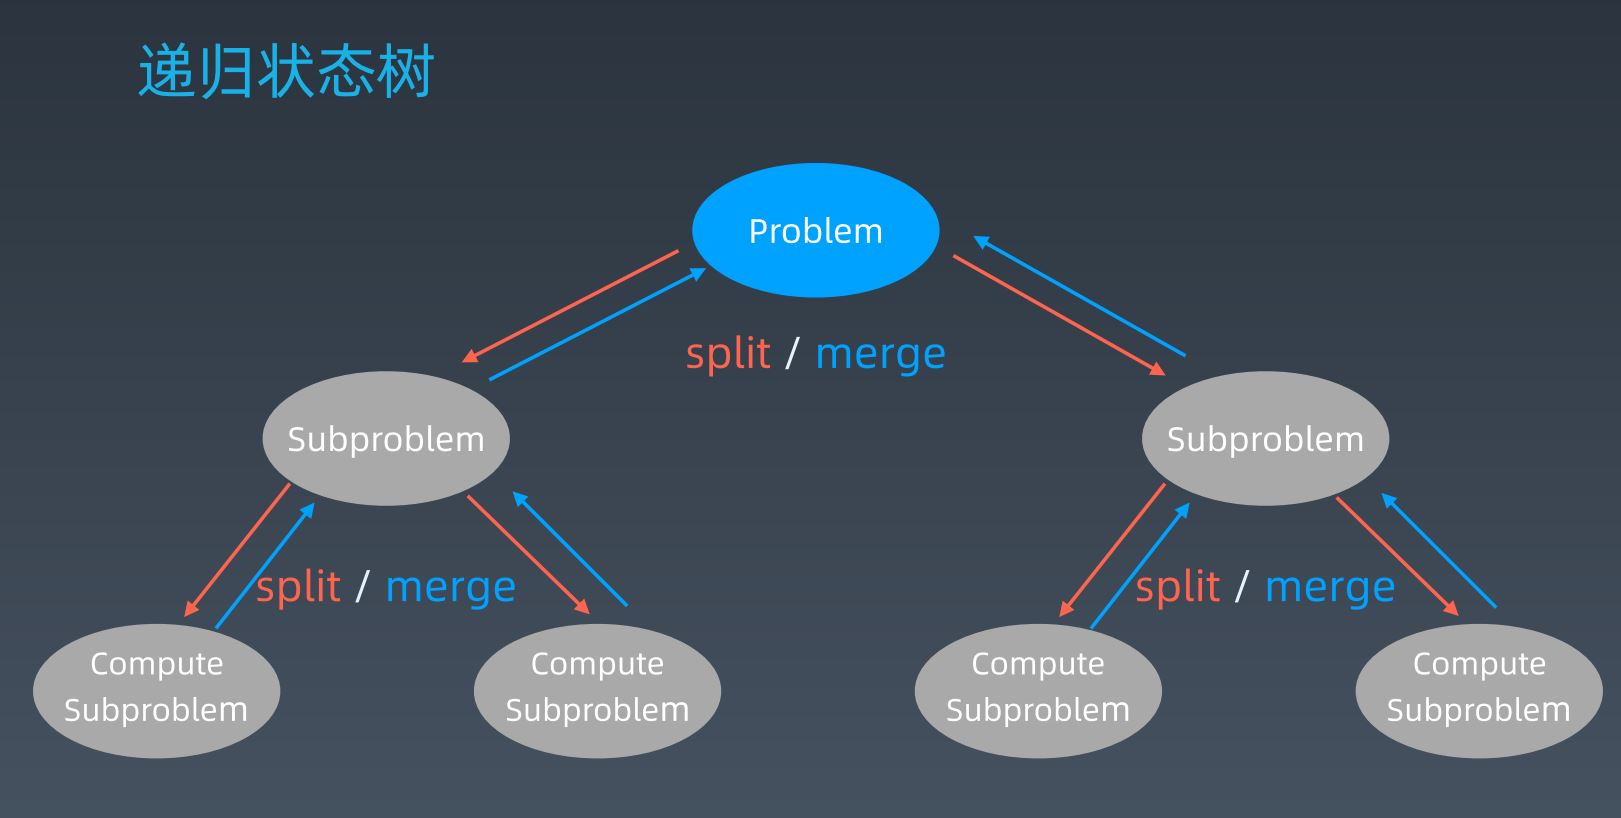 递归状态树
Problem
split / merge
Subproblem
Subproblem
split / merge
split / merge
Compute
Subproblem
Compute
Subproblem
Compute
Subproblem
Compute
Subproblem